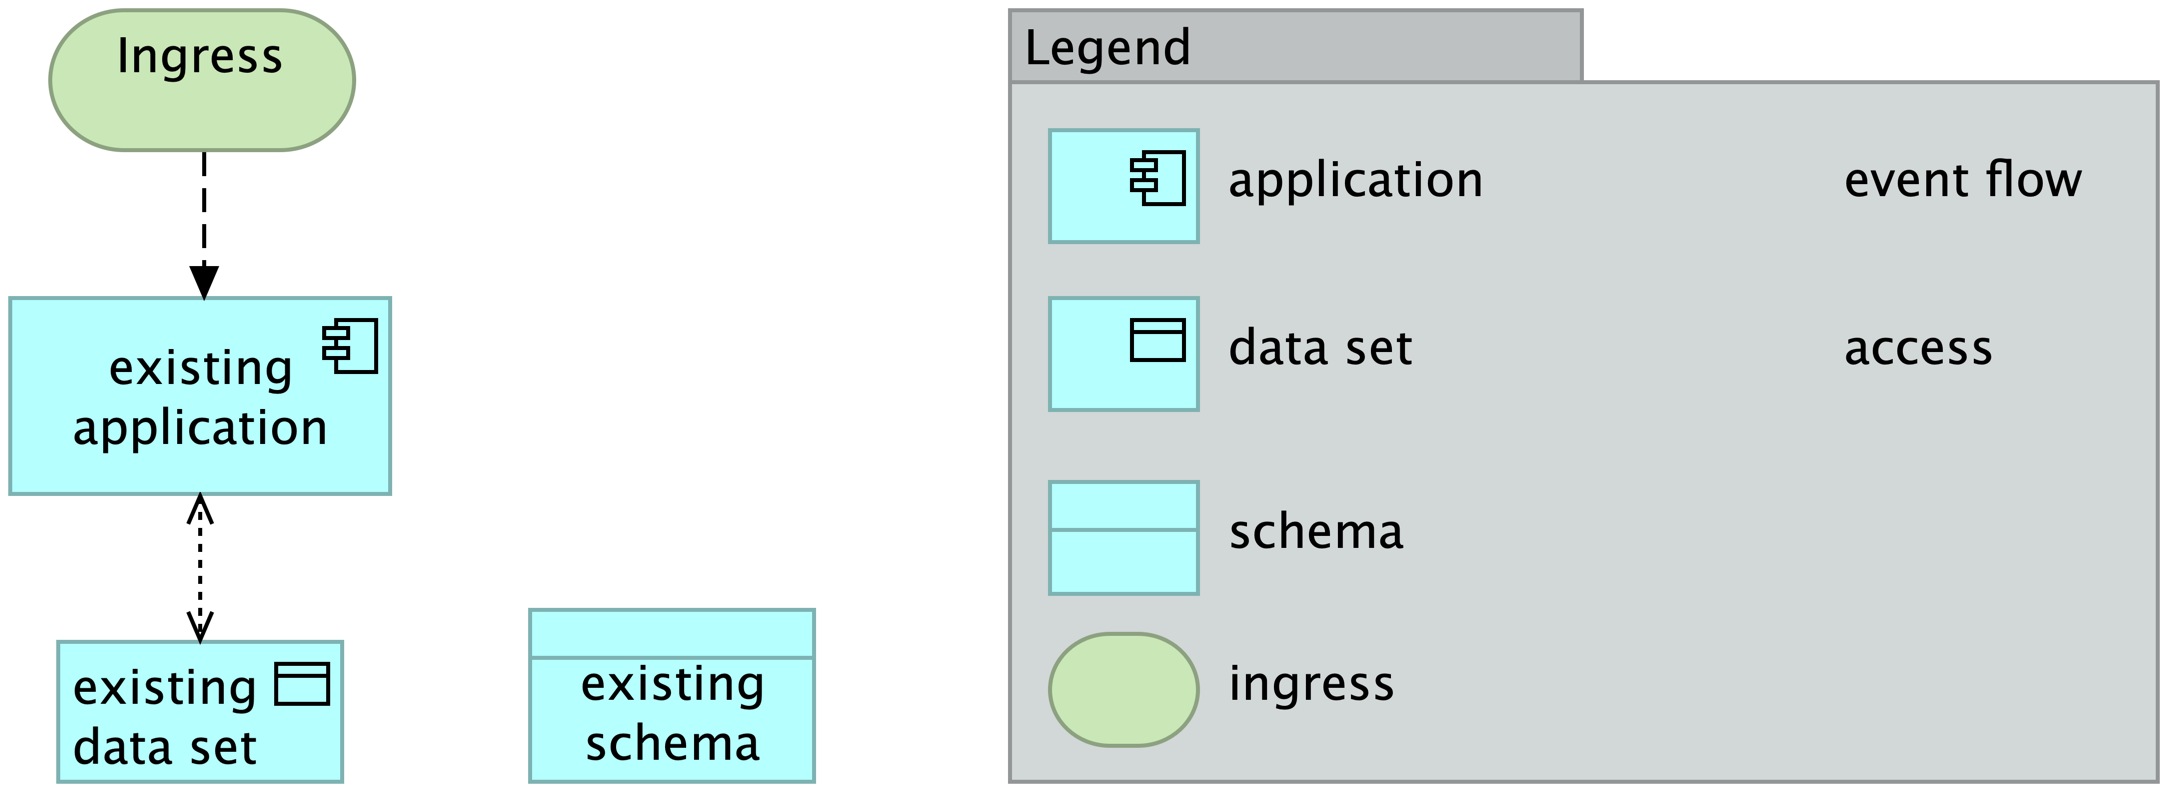 Ingress
existing
application
existing
data set
existing
schema
Legend
application
event flow
data set
access
schema
ingress